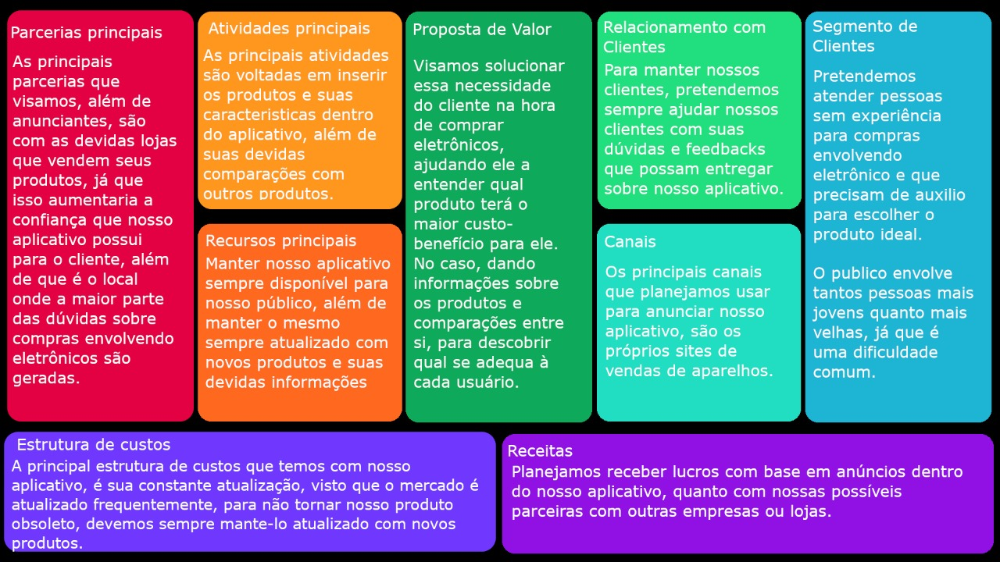 Parcerias principais
As principais
parcerias que
visamos, além de
anunciantes, são
com as devidas lojas
que vendem seus
produtos, já que
isso aumentaria a
confiança que nosso
aplicativo possui
para o cliente, além
de que é o local
onde a maior parte
das dúvidas sobre
compras envolvendo
eletrônicos são
geradas.
Atividades principais
As principais atividades
são voltadas em inserir
os produtos e suas
caracteristicas dentro
do aplicativo, além de
suas devidas
comparações com
outros produtos.
Recursos principais
Manter nosso aplicativo
sempre disponível para
nosso público, além de
manter o mesmo
sempre atualizado com
novos produtos e suas
devidas informações
Proposta de Valor
Visamos solucionar
essa necessidade
do cliente na hora
de comprar
eletrônicos,
ajudando ele a
entender qual
produto terá o
maior custo-
benefício para ele.
No caso, dando
informações sobre
os produtos e
comparações entre
si, para descobrir
qual se adequa à
cada usuário.
Relacionamento com
Clientes
Para manter nossos
clientes, pretendemos
sempre ajudar nossos
clientes com suas
dúvidas e feedbacks
que possam entregar
sobre nosso aplicativo.
Canais
Os principais canais
que planejamos usar
para anunciar nosso
aplicativo, são os
próprios sites de
vendas de aparelhos.
Segmento de
Clientes
Pretendemos
atender pessoas
sem experiência
para compras
envolvendo
eletrônico e que
precisam de auxilio
para escolher o
produto ideal.
O publico envolve
tantos pessoas mais
jovens quanto mais
velhas, já que é
uma dificuldade
comum.
Estrutura de custos
A principal estrutura de custos que temos com nosso
aplicativo, é sua constante atualização, visto que o mercado é
atualizado frequentemente, para não tornar nosso produto
obsoleto, devemos sempre mante-lo atualizado com novos
produtos.
Receitas
Planejamos receber lucros com base em anúncios dentro
do nosso aplicativo, quanto com nossas possíveis
parceiras com outras empresas ou lojas.